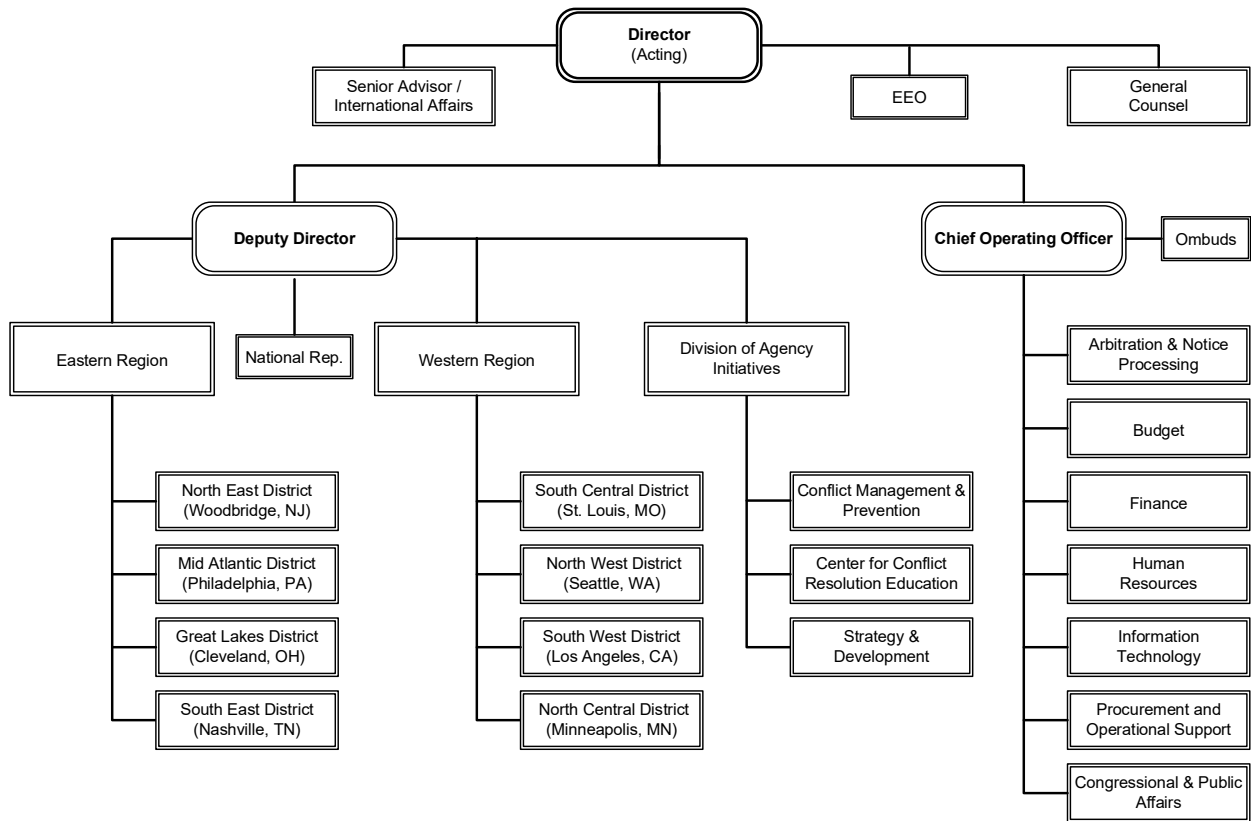 Director
(Acting)
Senior Advisor /
International Affairs
EEO
General
Counsel
Deputy Director
Chief Operating Officer
Ombuds
Eastern Region
National Rep.
Western Region
Division of Agency
Initiatives
North East District
(Woodbridge, NJ)
Mid Atlantic District
(Philadelphia, PA)
Great Lakes District
(Cleveland, OH)
South East District
(Nashville, TN)
South Central District
(St. Louis, MO)
North West District
(Seattle, WA)
South West District
(Los Angeles, CA)
North Central District
(Minneapolis, MN)
Conflict Management &
Prevention
Center for Conflict
Resolution Education
Strategy &
Development
Arbitration & Notice
Processing
Budget
Finance
Human
Resources
Information
Technology
Procurement and
Operational Support
Congressional & Public
Affairs